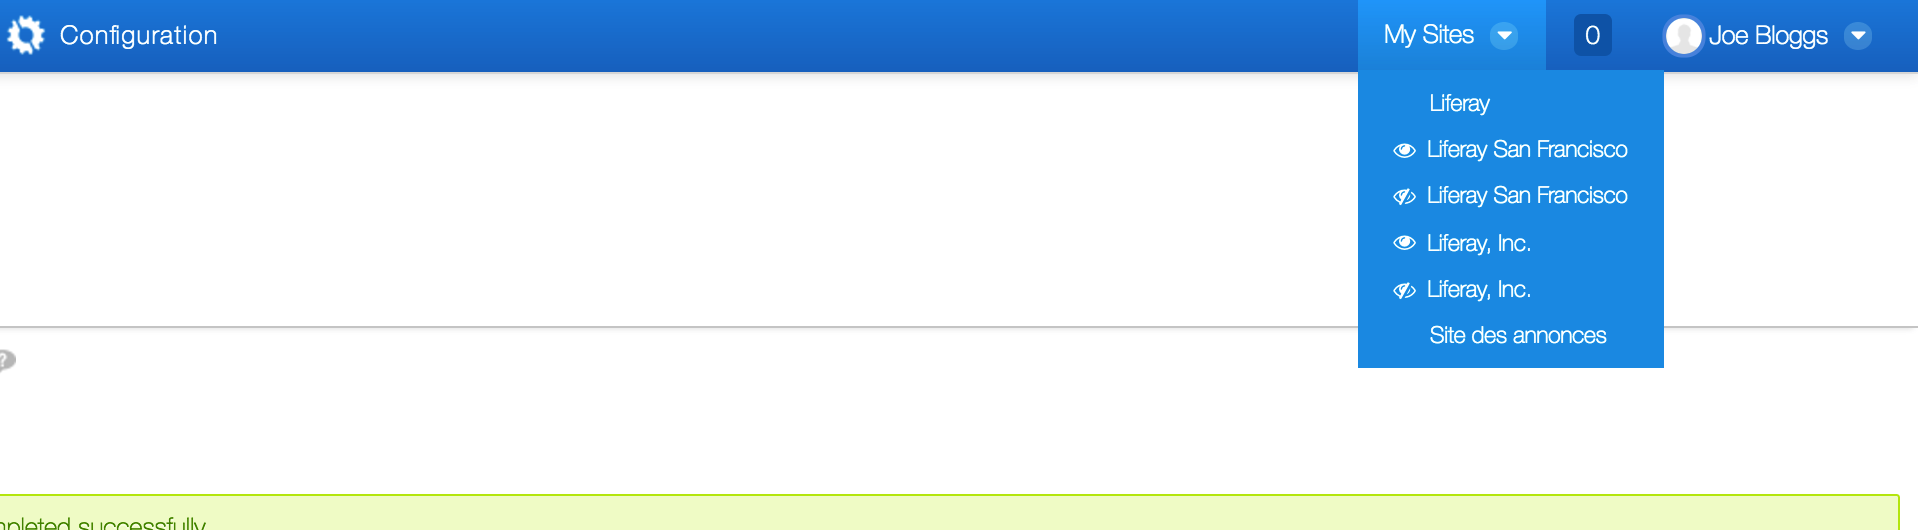 Configuration
My Sites
0
Joe Bloggs
Liferay
Liferay San Francisco
Liferay San Francisco
Liferay, Inc.
Liferay, Inc.
Site des annonces
?
successfully